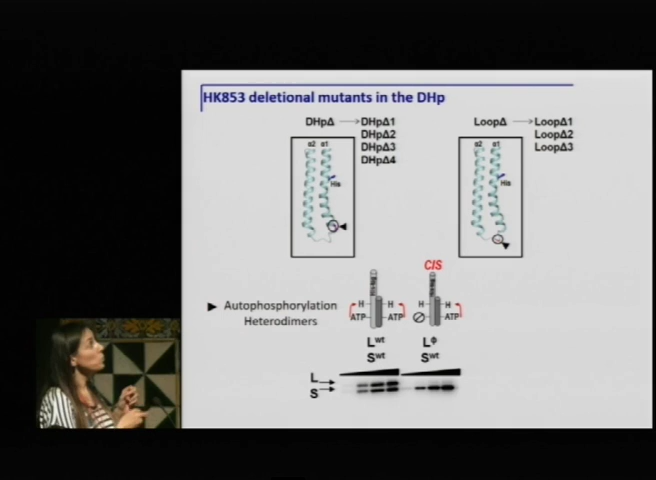 HK853 deletional mutants in the DHp
DHpΔ → DHpΔ1
DHpΔ2
DHpΔ3
DHpΔ4
LoopΔ → LoopΔ1
LoopΔ2
LoopΔ3
α2 α1
His
α2 α1
His
CIS
Autophosphorylation
Heterodimers
H H
ATP ATP
H H
ATP
Lwt
Swt
Lϕ
Swt
L
S